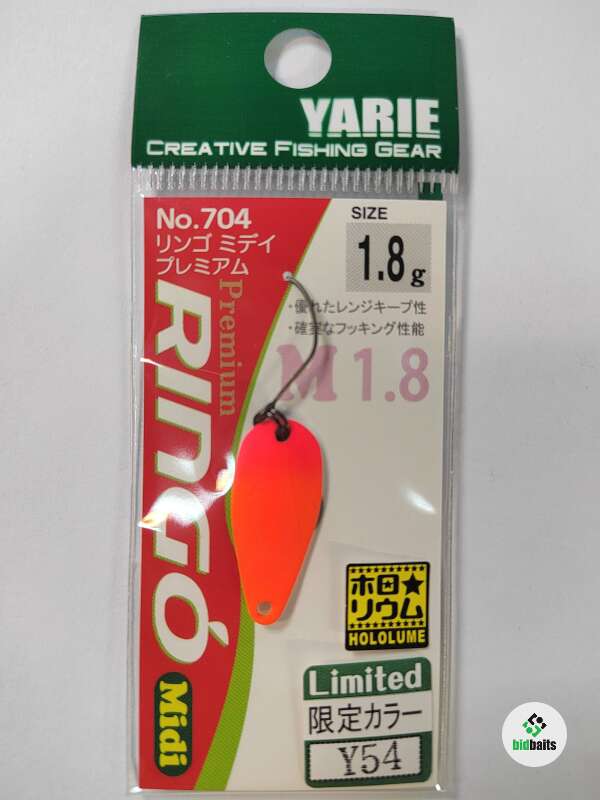 YARIE
CREATIVE FISHING GEAR
No.704
リンゴ ミデイ
プレミアム
SIZE
1.8g
・優れたレンジキープ性
・確実なフッキング性能
M 1.8
Premium
RINGO
Midi
ホロ★
リウム
HOLOLUME
Limited
限定カラー
Y54
bidbaits